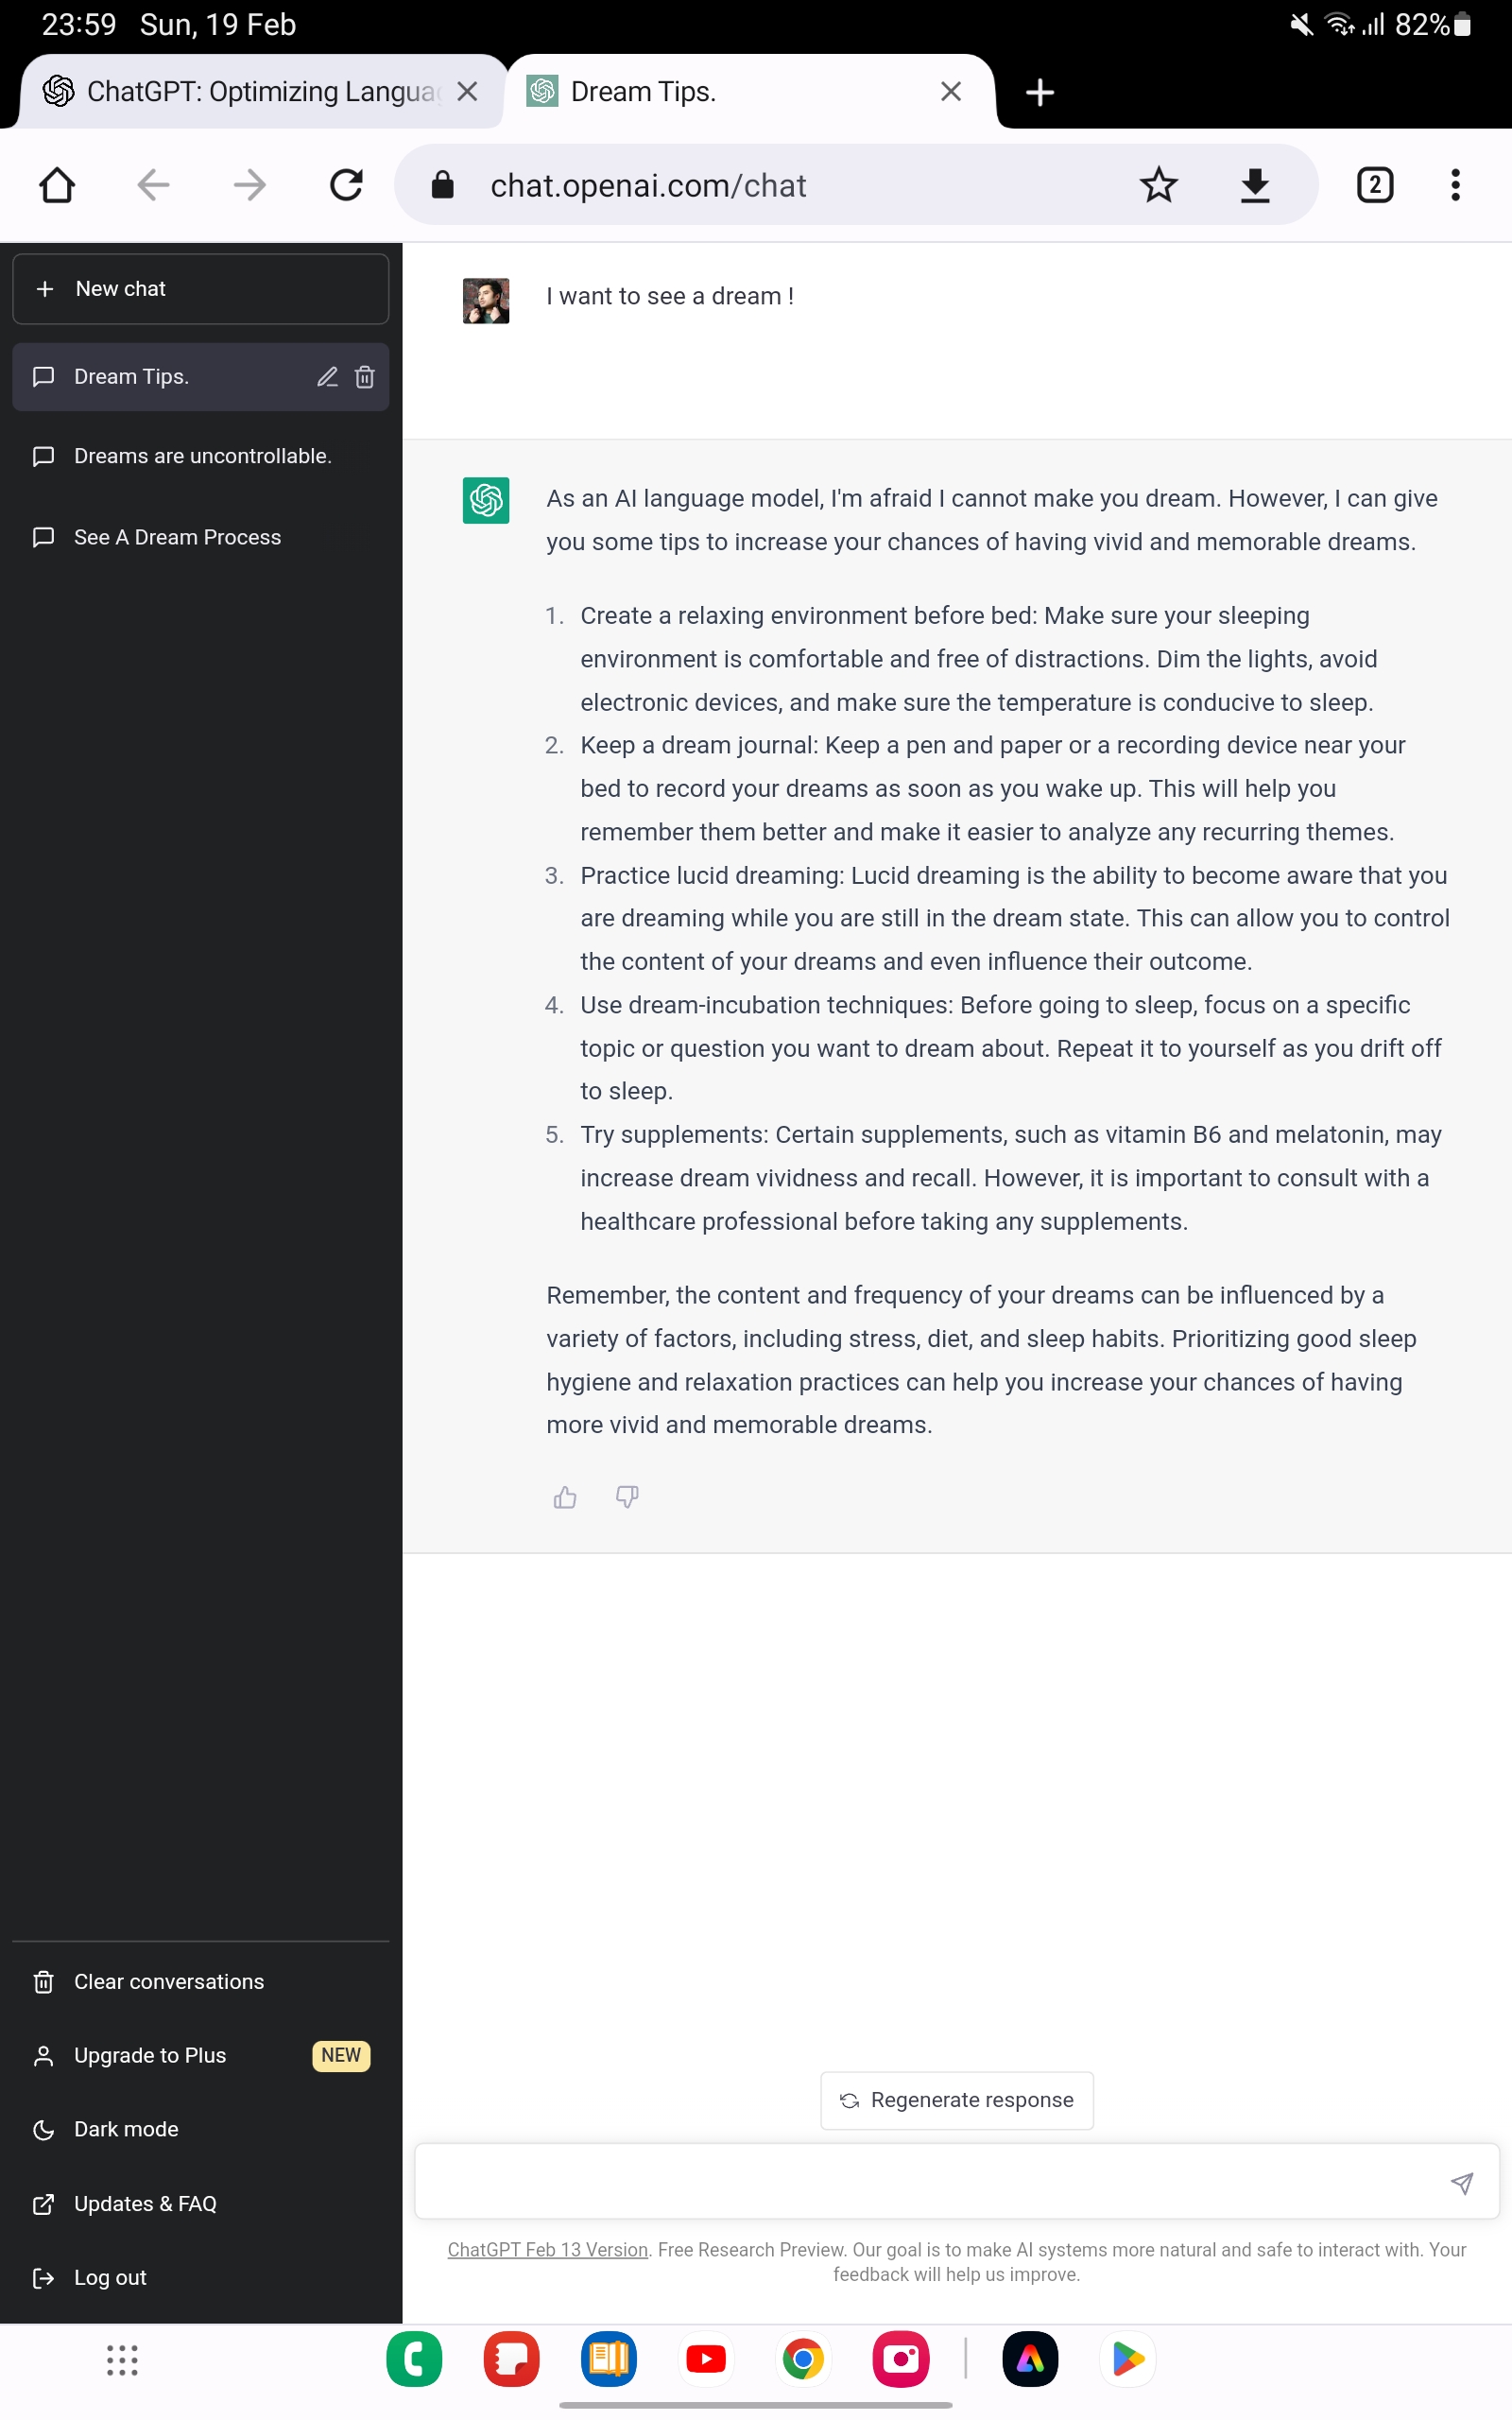 23:59 Sun, 19 Feb
82%
ChatGPT: Optimizing Langua
Dream Tips.
chat.openai.com/chat
2
New chat
Dream Tips.
Dreams are uncontrollable.
See A Dream Process
I want to see a dream !
As an AI language model, I'm afraid I cannot make you dream. However, I can give
you some tips to increase your chances of having vivid and memorable dreams.
1. Create a relaxing environment before bed: Make sure your sleeping
environment is comfortable and free of distractions. Dim the lights, avoid
electronic devices, and make sure the temperature is conducive to sleep.
2. Keep a dream journal: Keep a pen and paper or a recording device near your
bed to record your dreams as soon as you wake up. This will help you
remember them better and make it easier to analyze any recurring themes.
3. Practice lucid dreaming: Lucid dreaming is the ability to become aware that you
are dreaming while you are still in the dream state. This can allow you to control
the content of your dreams and even influence their outcome.
4. Use dream-incubation techniques: Before going to sleep, focus on a specific
topic or question you want to dream about. Repeat it to yourself as you drift off
to sleep.
5. Try supplements: Certain supplements, such as vitamin B6 and melatonin, may
increase dream vividness and recall. However, it is important to consult with a
healthcare professional before taking any supplements.
Remember, the content and frequency of your dreams can be influenced by a
variety of factors, including stress, diet, and sleep habits. Prioritizing good sleep
hygiene and relaxation practices can help you increase your chances of having
more vivid and memorable dreams.
Clear conversations
Upgrade to Plus NEW
Dark mode
Updates & FAQ
Log out
Regenerate response
ChatGPT Feb 13 Version. Free Research Preview. Our goal is to make AI systems more natural and safe to interact with. Your
feedback will help us improve.